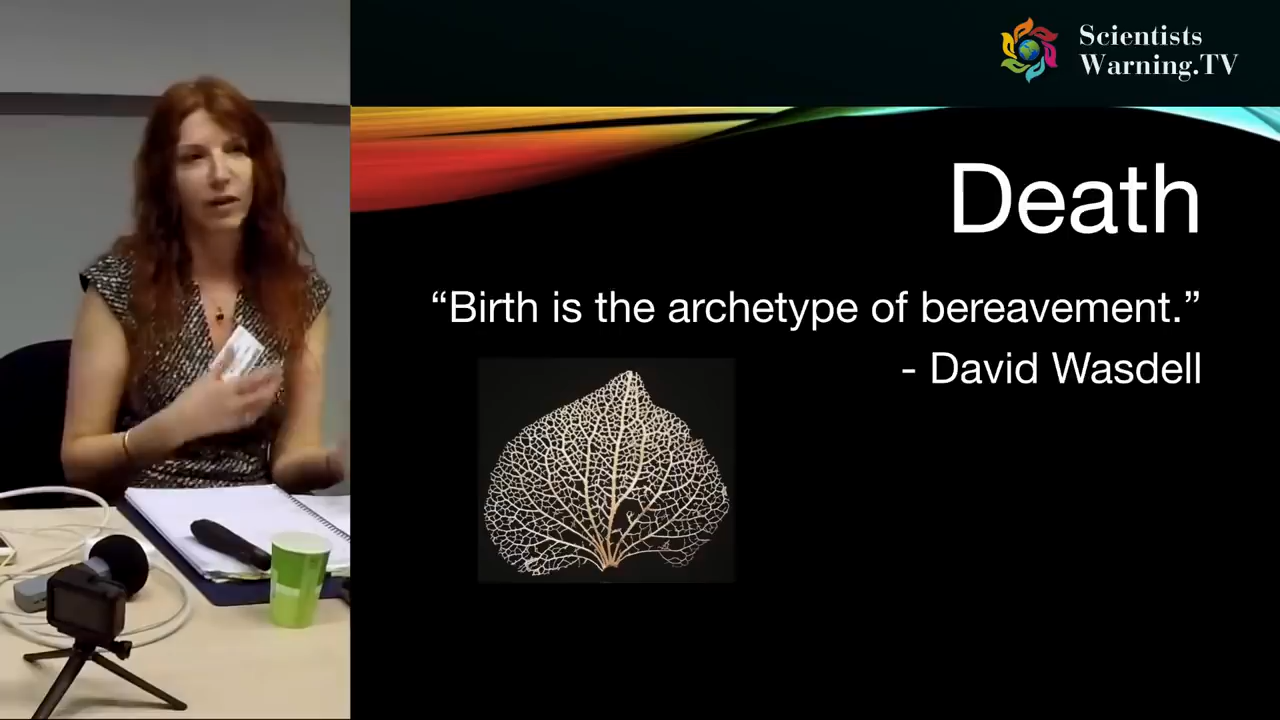 Scientists
Warning.TV
Death
“Birth is the archetype of bereavement.”
- David Wasdell